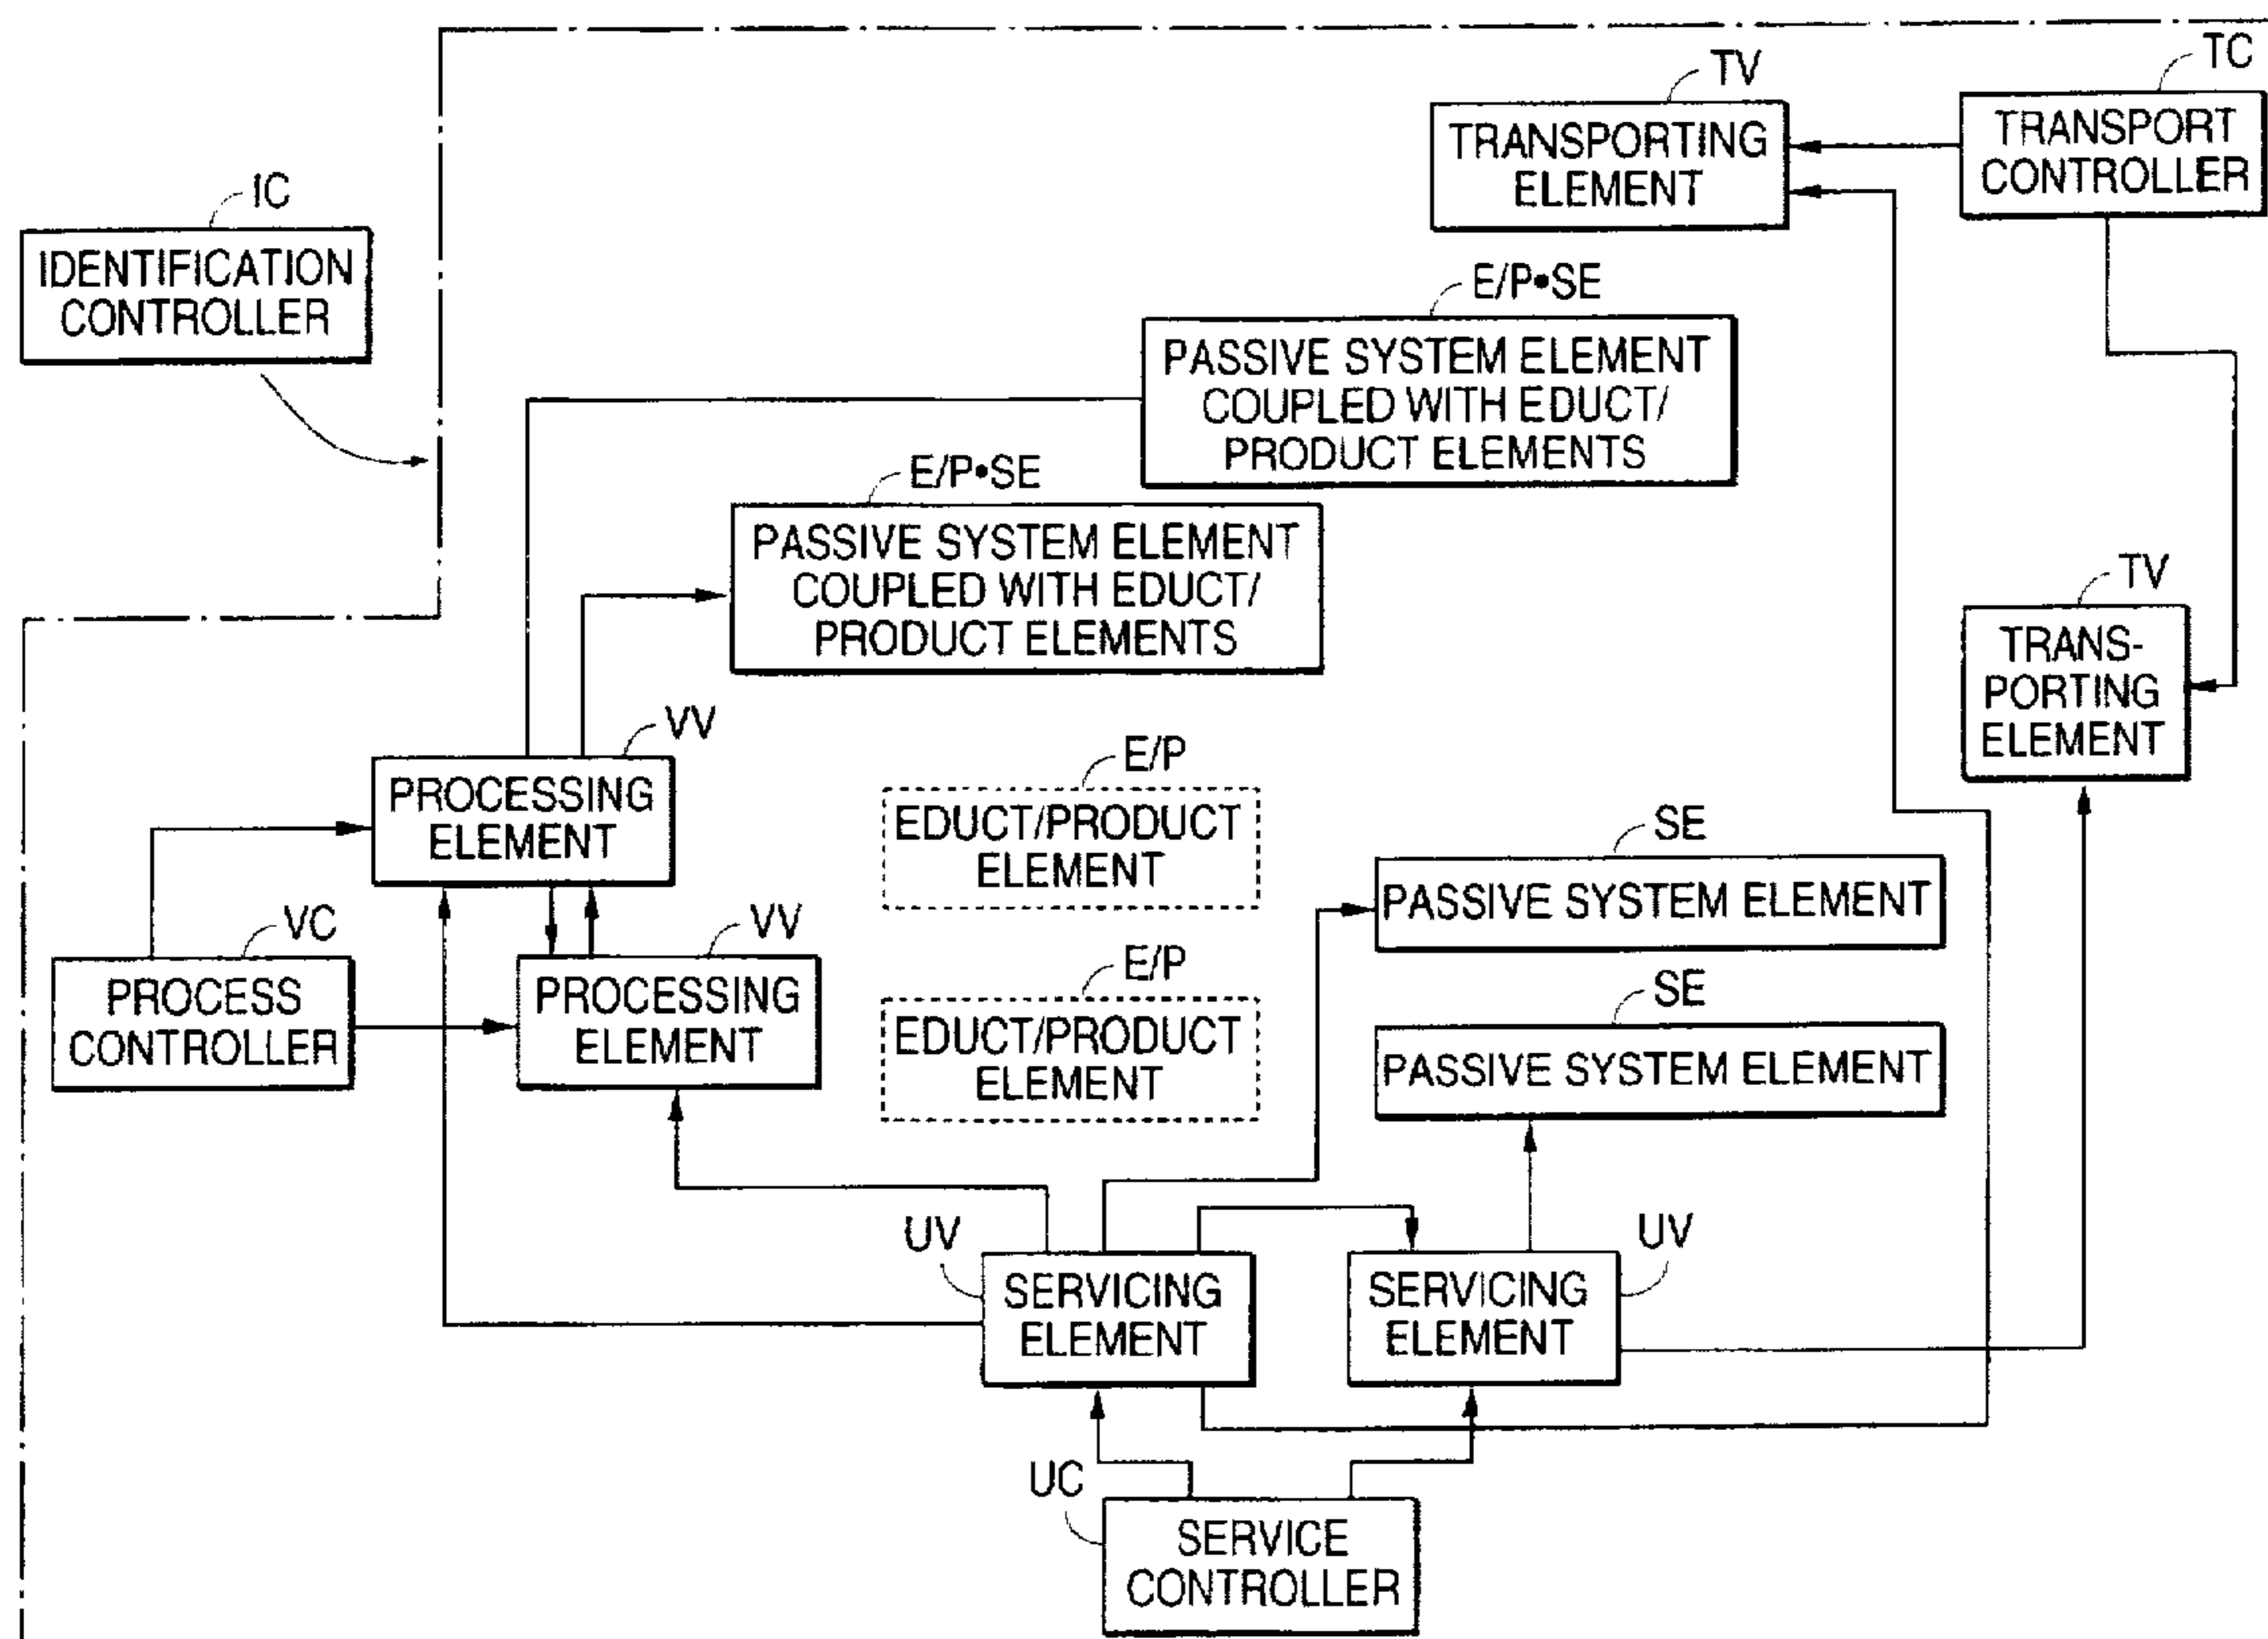 TV
TC
TRANSPORTING
ELEMENT
TRANSPORT
CONTROLLER
IC
IDENTIFICATION
CONTROLLER
E/P•SE
PASSIVE SYSTEM ELEMENT
COUPLED WITH EDUCT/
PRODUCT ELEMENTS
E/P•SE
PASSIVE SYSTEM ELEMENT
COUPLED WITH EDUCT/
PRODUCT ELEMENTS
TV
TRANS-
PORTING
ELEMENT
VV
PROCESSING
ELEMENT
E/P
EDUCT/PRODUCT
ELEMENT
SE
PASSIVE SYSTEM ELEMENT
VC
PROCESS
CONTROLLER
VV
PROCESSING
ELEMENT
E/P
EDUCT/PRODUCT
ELEMENT
SE
PASSIVE SYSTEM ELEMENT
UV
SERVICING
ELEMENT
UV
SERVICING
ELEMENT
UC
SERVICE
CONTROLLER